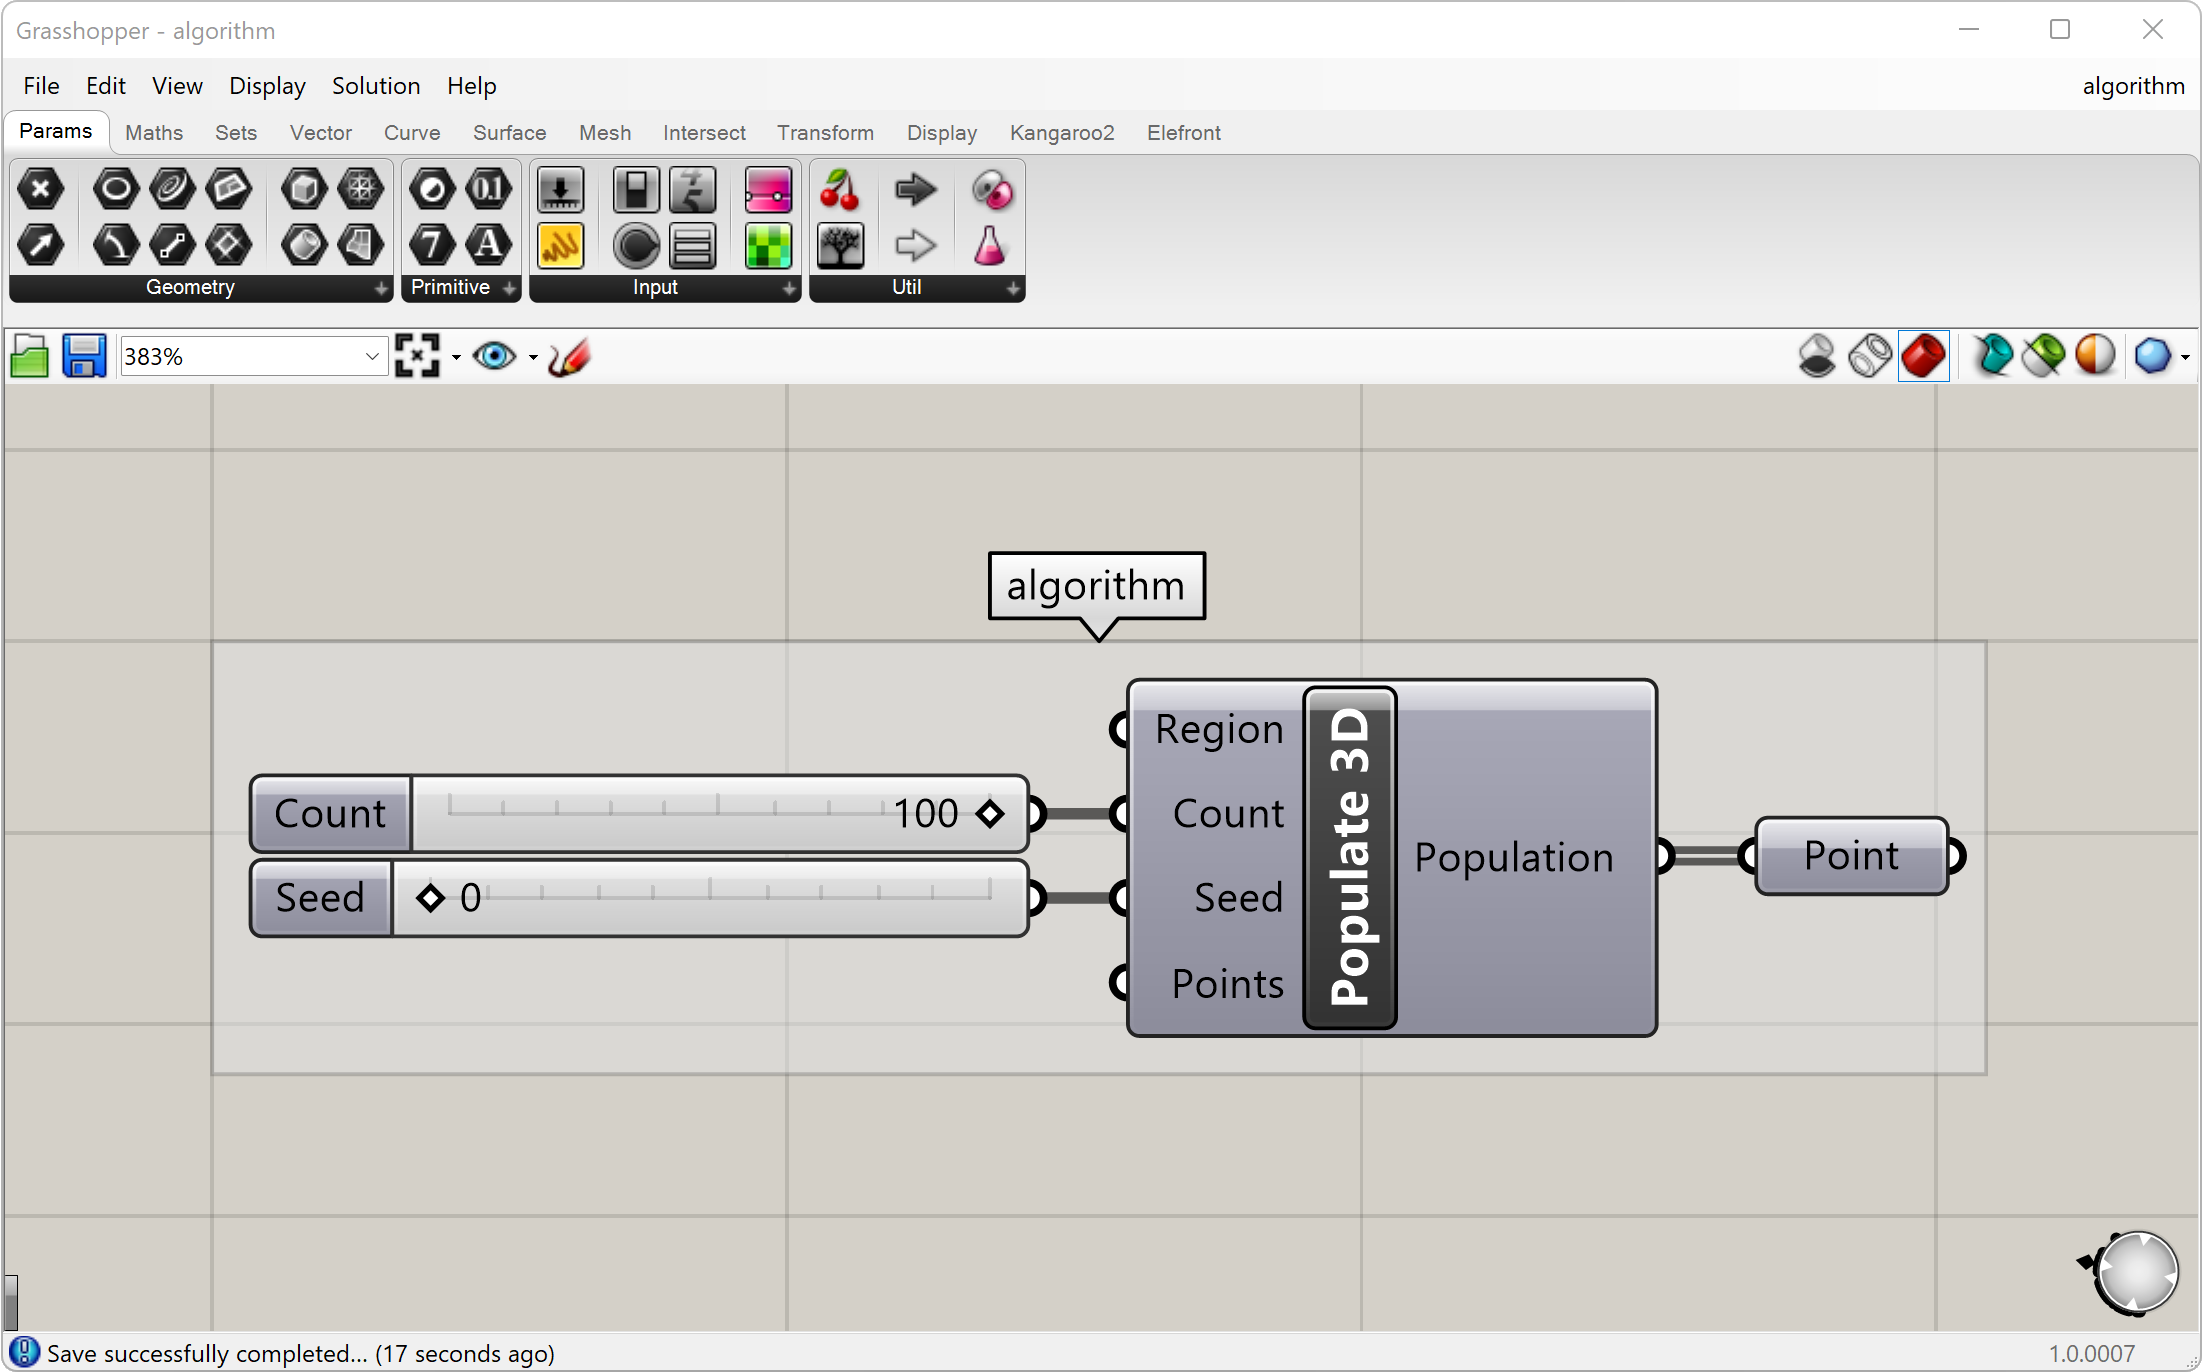 Grasshopper - algorithm
File Edit View Display Solution Help algorithm
Params Maths Sets Vector Curve Surface Mesh Intersect Transform Display Kangaroo2 Elefront
0.1
7 A
Geometry Primitive Input Util
383%
algorithm
Region
Count 100 Count
Seed 0 Seed
Points
Populate 3D
Population
Point
Save successfully completed... (17 seconds ago) 1.0.0007